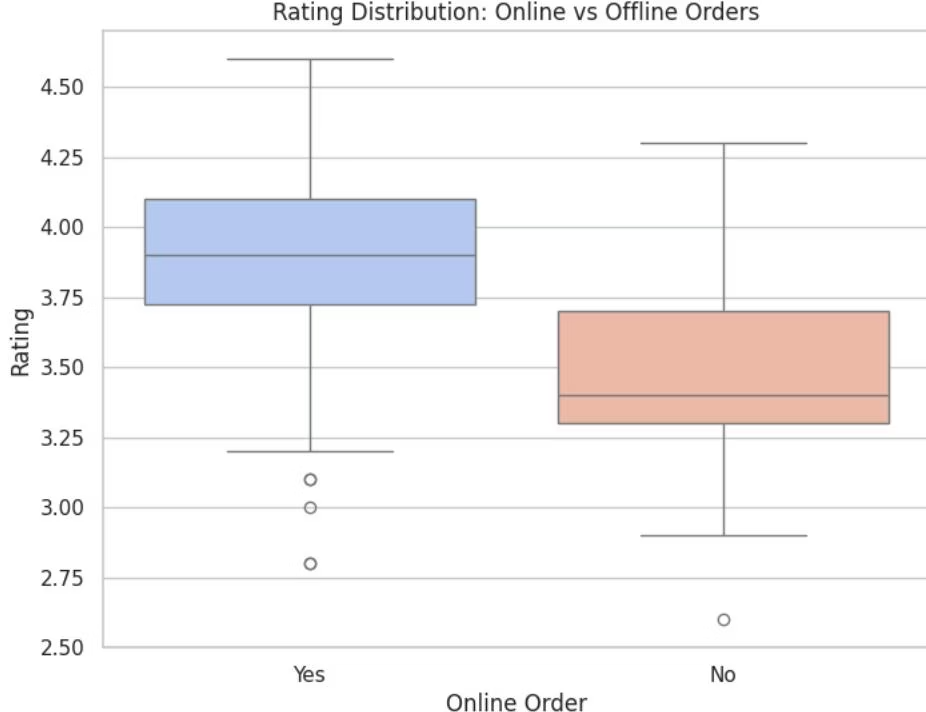 Rating Distribution: Online vs Offline Orders
4.50
4.25
4.00
3.75
3.50
3.25
3.00
2.75
2.50
Rating
Yes
No
Online Order